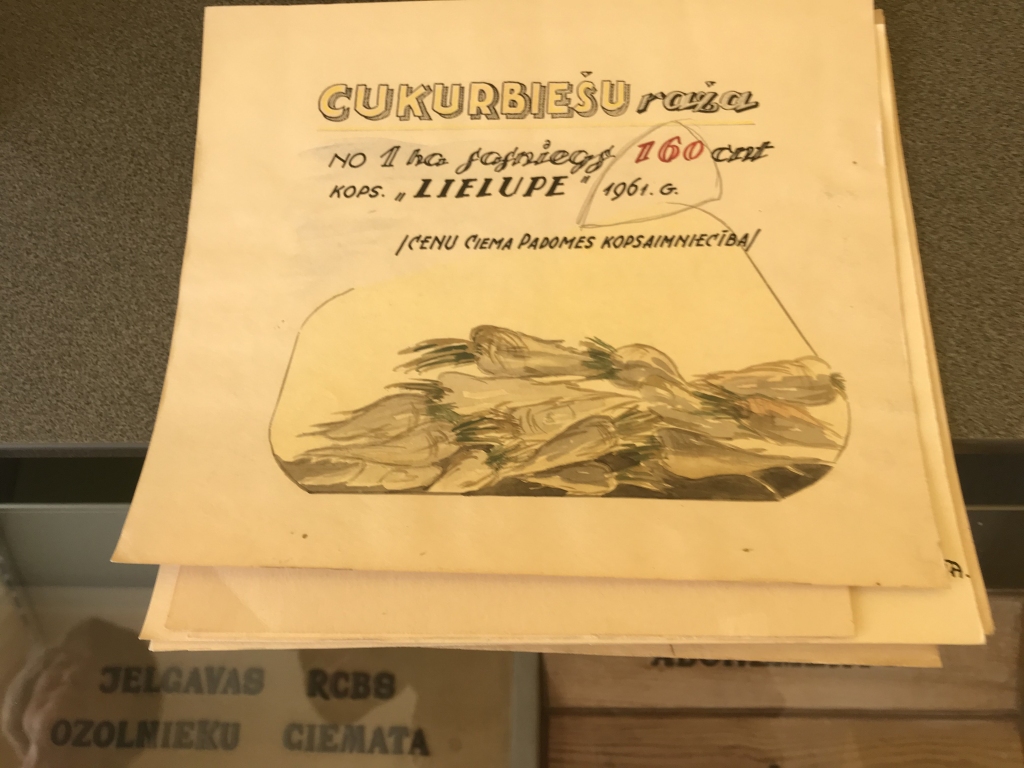 CUKURBIEŠU raža
NO 1 ha sasniegs 160 cnt
KOPS. „LIELUPE" 1961. G.
/CENU CIEMA PADOMES KOPSAIMNIECĪBA/
JELGAVAS RCBS
OZOLNIEKU CIEMATA